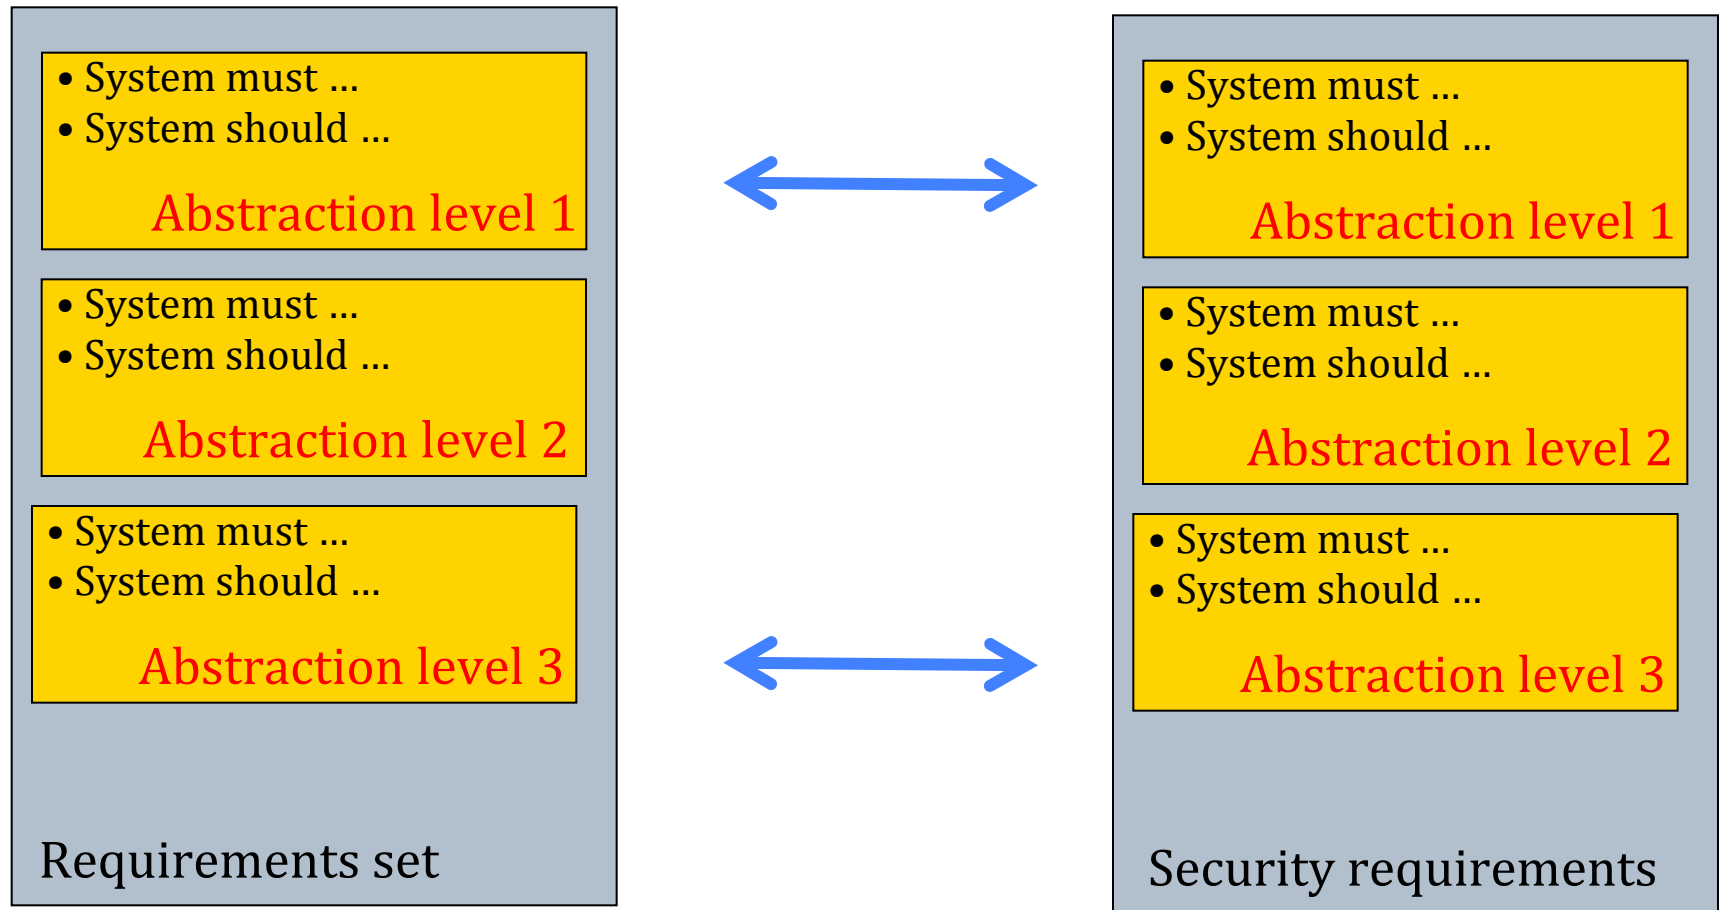 • System must ...
• System should ...
Abstraction level 1
• System must ...
• System should ...
Abstraction level 2
• System must ...
• System should ...
Abstraction level 3
Requirements set
• System must ...
• System should ...
Abstraction level 1
• System must ...
• System should ...
Abstraction level 2
• System must ...
• System should ...
Abstraction level 3
Security requirements